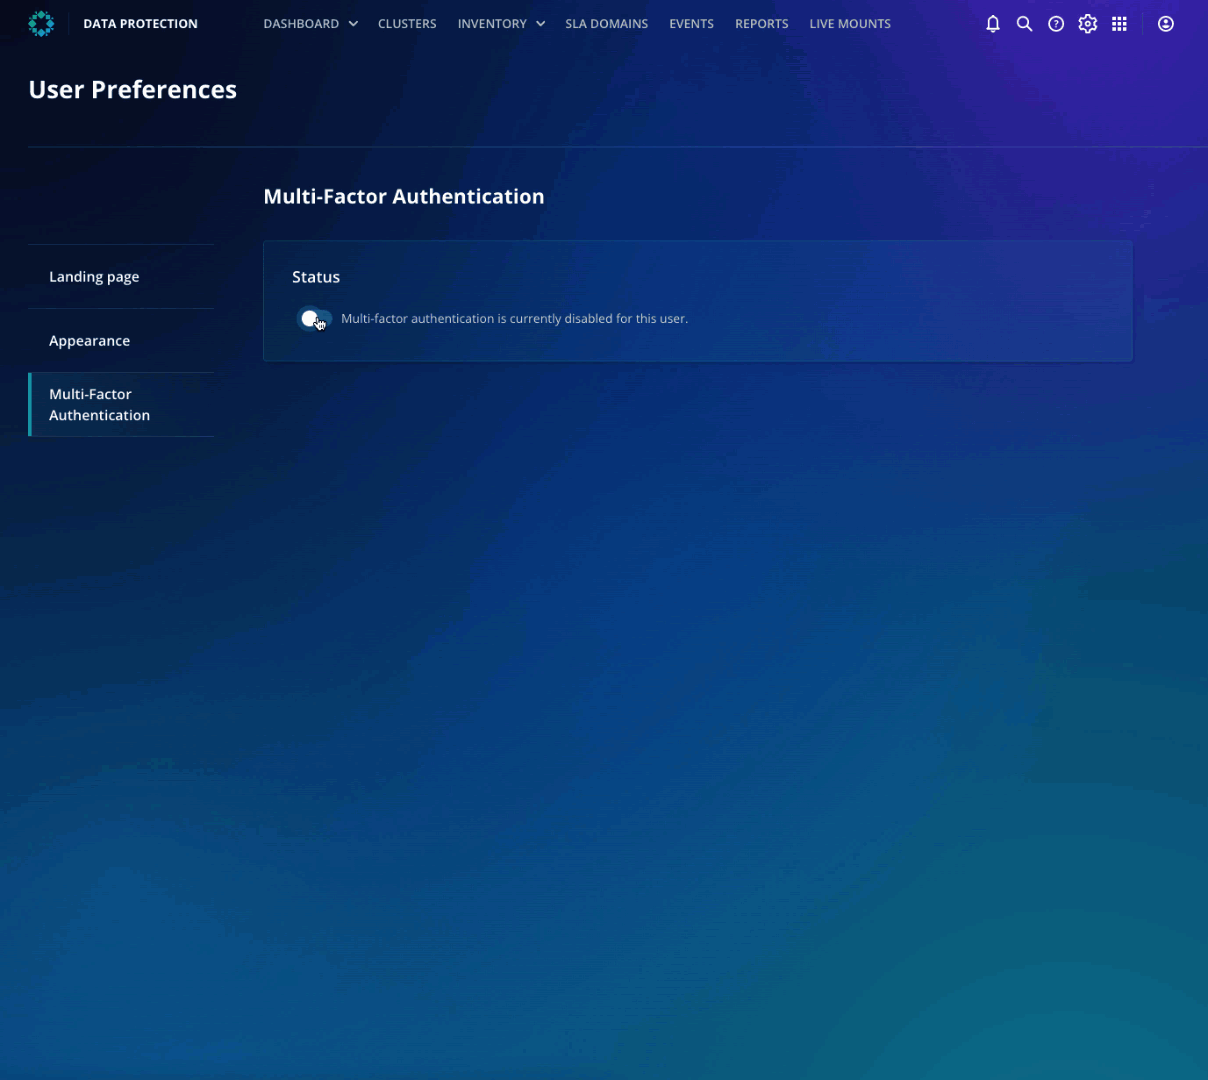 DATA PROTECTION
DASHBOARD
CLUSTERS
INVENTORY
SLA DOMAINS
EVENTS
REPORTS
LIVE MOUNTS
User Preferences
Multi-Factor Authentication
Landing page
Appearance
Multi-Factor
Authentication
Status
Multi-factor authentication is currently disabled for this user.